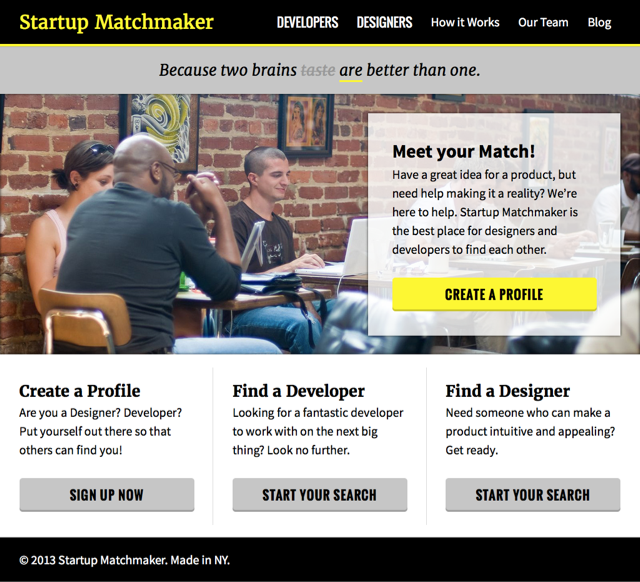 Startup Matchmaker
DEVELOPERS DESIGNERS How it Works Our Team Blog
Because two brains taste are better than one.
Meet your Match!
Have a great idea for a product, but
need help making it a reality? We're
here to help. Startup Matchmaker is
the best place for designers and
developers to find each other.
CREATE A PROFILE
Create a Profile
Are you a Designer? Developer?
Put yourself out there so that
others can find you!
SIGN UP NOW
Find a Developer
Looking for a fantastic developer
to work with on the next big
thing? Look no further.
START YOUR SEARCH
Find a Designer
Need someone who can make a
product intuitive and appealing?
Get ready.
START YOUR SEARCH
© 2013 Startup Matchmaker. Made in NY.